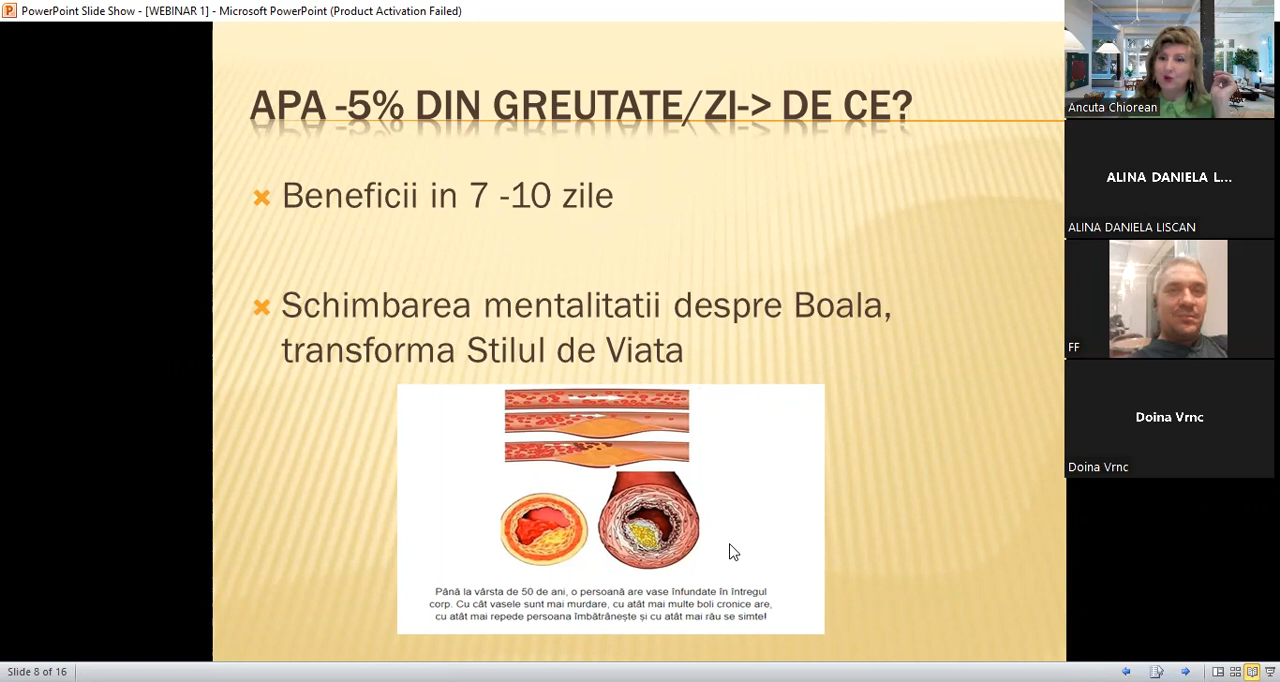 PowerPoint Slide Show - [WEBINAR 1] - Microsoft PowerPoint (Product Activation Failed)
APA -5% DIN GREUTATE/ZI-> DE CE?
Beneficii in 7 -10 zile
Schimbarea mentalitatii despre Boala,
transforma Stilul de Viata
Până la vârsta de 50 de ani, o persoană are vase înfundate în întregul
corp. Cu cât vasele sunt mai murdare, cu atât mai multe boli cronice are,
cu atât mai repede persoana îmbătrânește și cu atât mai rău se simte!
Ancuta Chiorean
ALINA DANIELA L...
ALINA DANIELA LISCAN
FF
Doina Vrnc
Doina Vrnc
Slide 8 of 16